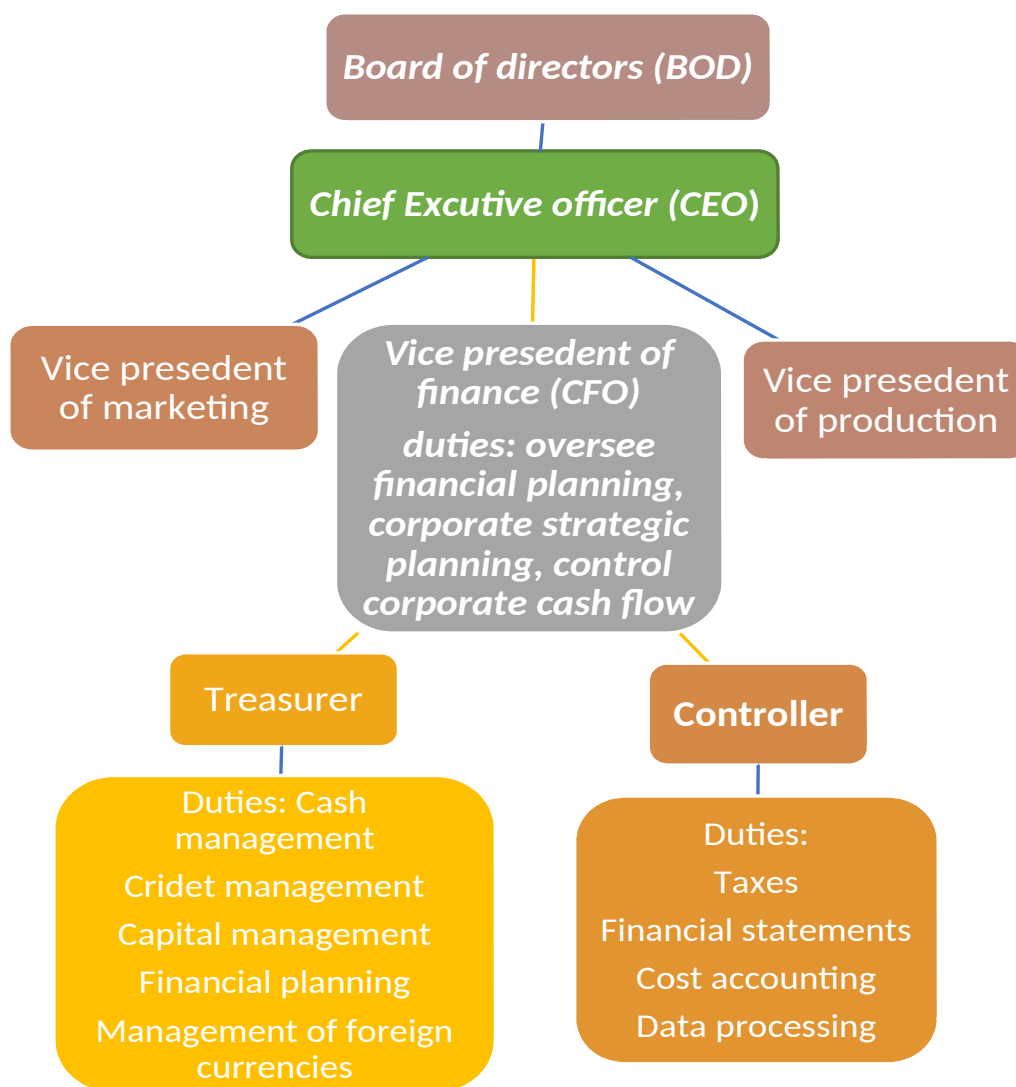 Board of directors (BOD)
Chief Excutive officer (CEO)
Vice presedent
of marketing
Vice presedent of
finance (CFO)
duties: oversee
financial planning,
corporate strategic
planning, control
corporate cash flow
Vice presedent
of production
Treasurer
Controller
Duties: Cash
management
Cridet management
Capital management
Financial planning
Management of foreign
currencies
Duties:
Taxes
Financial statements
Cost accounting
Data processing